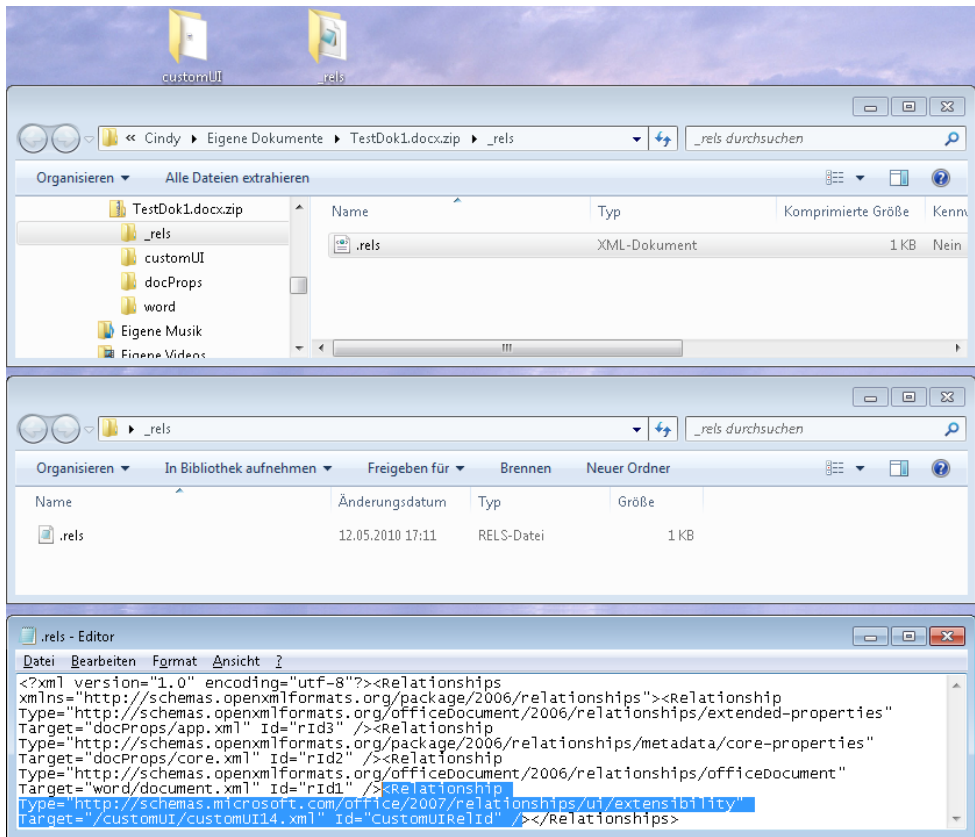 customUI _rels
« Cindy Eigene Dokumente TestDok1.docx.zip _rels _rels durchsuchen
Organisieren Alle Dateien extrahieren
TestDok1.docx.zip Name Typ Komprimierte Größe Kennw
_rels .rels XML-Dokument 1 KB Nein
customUI
docProps
word
Eigene Musik
Eigene Videos
_rels _rels durchsuchen
Organisieren In Bibliothek aufnehmen Freigeben für Brennen Neuer Ordner
Name Änderungsdatum Typ Größe
.rels 12.05.2010 17:11 RELS-Datei 1 KB
.rels - Editor
Datei Bearbeiten Format Ansicht ?
<?xml version="1.0" encoding="utf-8"?><Relationships
xmlns="http://schemas.openxmlformats.org/package/2006/relationships"><Relationship
Type="http://schemas.openxmlformats.org/officeDocument/2006/relationships/extended-properties"
Target="docProps/app.xml" Id="rId3" /><Relationship
Type="http://schemas.openxmlformats.org/package/2006/relationships/metadata/core-properties"
Target="docProps/core.xml" Id="rId2" /><Relationship
Type="http://schemas.openxmlformats.org/officeDocument/2006/relationships/officeDocument"
Target="word/document.xml" Id="rId1" /><Relationship
Type="http://schemas.microsoft.com/office/2007/relationships/ui/extensibility"
Target="/customUI/customUI14.xml" Id="CustomUIRelId" /></Relationships>